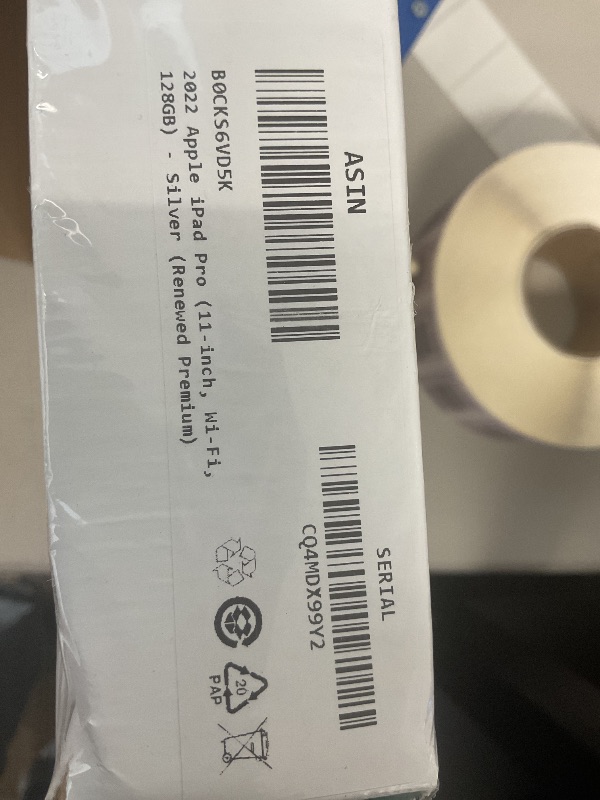 ASIN
B0CKS6VD5K
2022 Apple iPad Pro (11-inch, Wi-Fi,
128GB) - Silver (Renewed Premium)
SERIAL
CQ4MDX99Y2
20
PAP